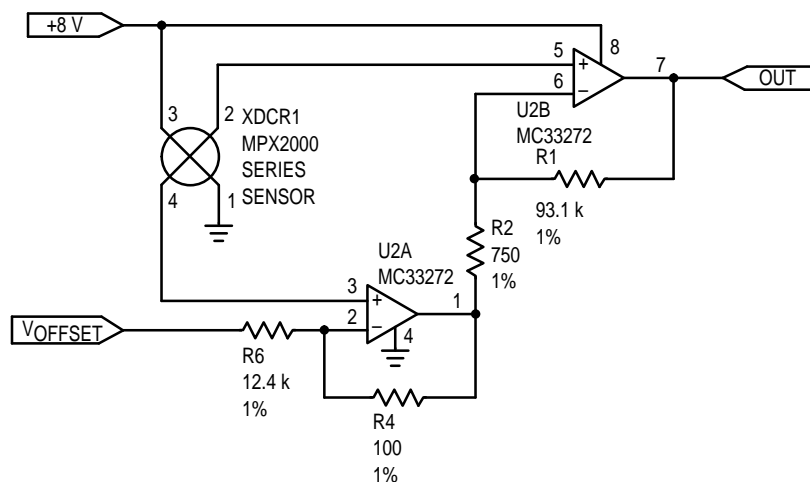 +8 V
8
5
7
6
OUT
3
2
XDCR1
MPX2000
SERIES
SENSOR
U2B
MC33272
R1
4
1
93.1 k
1%
R2
750
1%
U2A
MC33272
3
1
2
4
VOFFSET
R6
12.4 k
1%
R4
100
1%
+
−
+
−